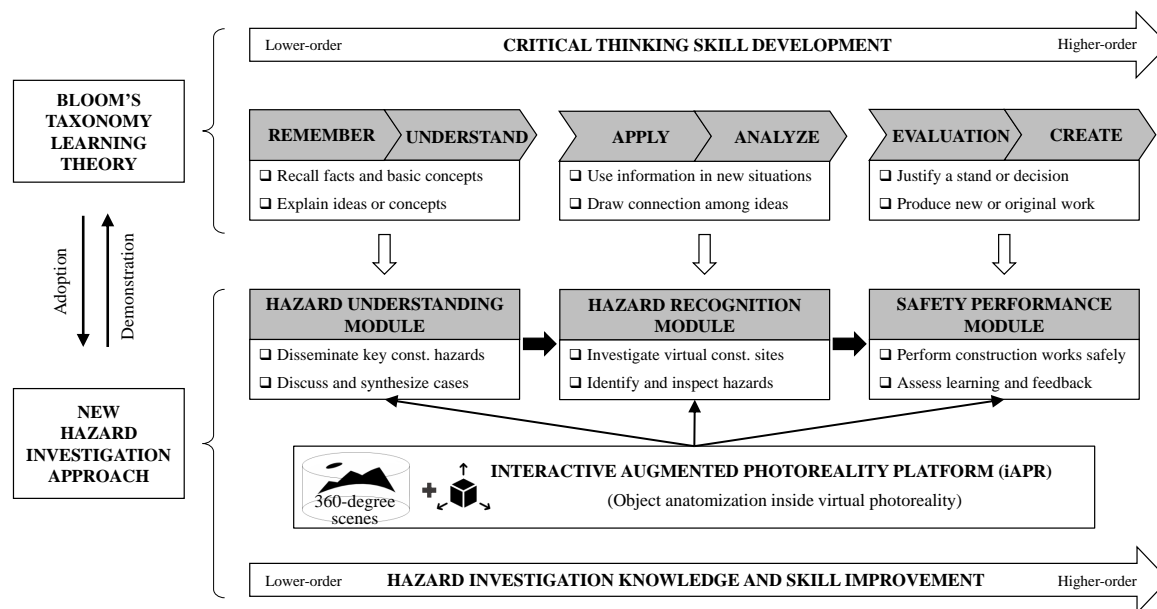 Lower-order
CRITICAL THINKING SKILL DEVELOPMENT
Higher-order
BLOOM'S
TAXONOMY
LEARNING
THEORY
REMEMBER
UNDERSTAND
Recall facts and basic concepts
Explain ideas or concepts
APPLY
ANALYZE
Use information in new situations
Draw connection among ideas
EVALUATION
CREATE
Justify a stand or decision
Produce new or original work
Adoption
Demonstration
HAZARD UNDERSTANDING
MODULE
Disseminate key const. hazards
Discuss and synthesize cases
HAZARD RECOGNITION
MODULE
Investigate virtual const. sites
Identify and inspect hazards
SAFETY PERFORMANCE
MODULE
Perform construction works safely
Assess learning and feedback
NEW
HAZARD
INVESTIGATION
APPROACH
360-degree
scenes
INTERACTIVE AUGMENTED PHOTOREALITY PLATFORM (iAPR)
(Object anatomization inside virtual photoreality)
Lower-order
HAZARD INVESTIGATION KNOWLEDGE AND SKILL IMPROVEMENT
Higher-order